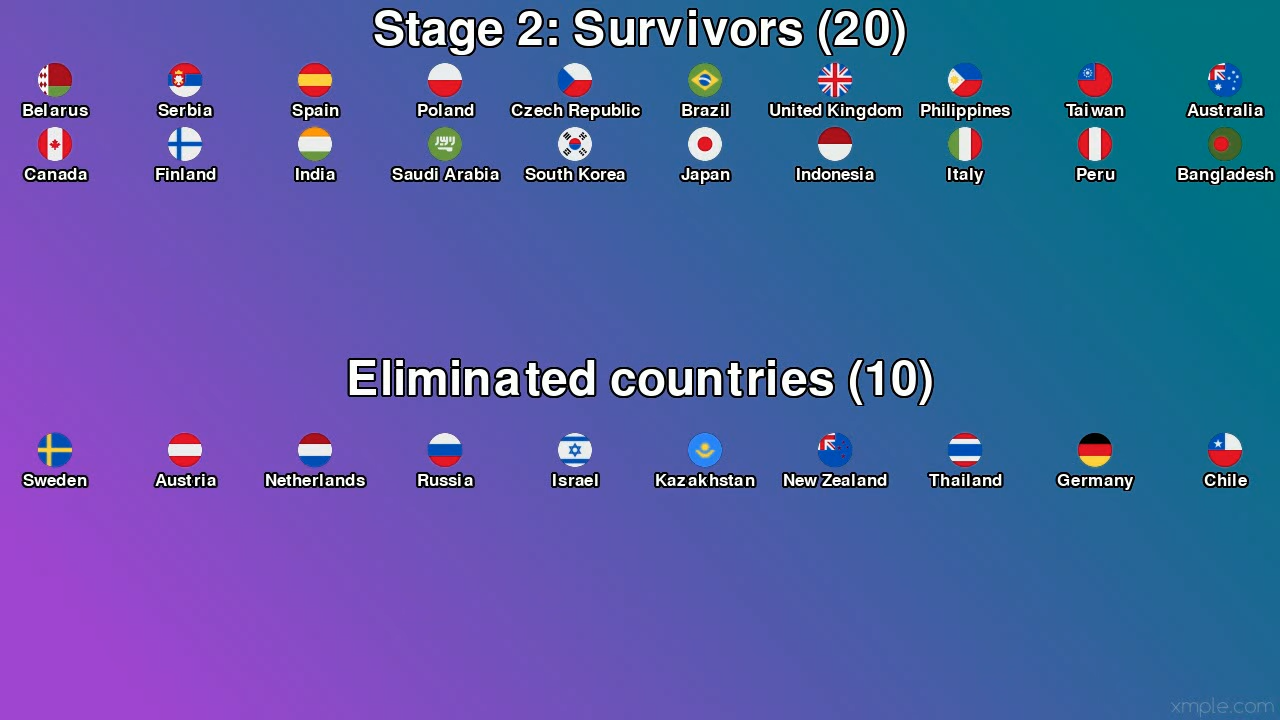 Stage 2: Survivors (20)
Belarus Serbia Spain Poland Czech Republic Brazil United Kingdom Philippines Taiwan Australia
Canada Finland India Saudi Arabia South Korea Japan Indonesia Italy Peru Bangladesh
Eliminated countries (10)
Sweden Austria Netherlands Russia Israel Kazakhstan New Zealand Thailand Germany Chile
xmple.com